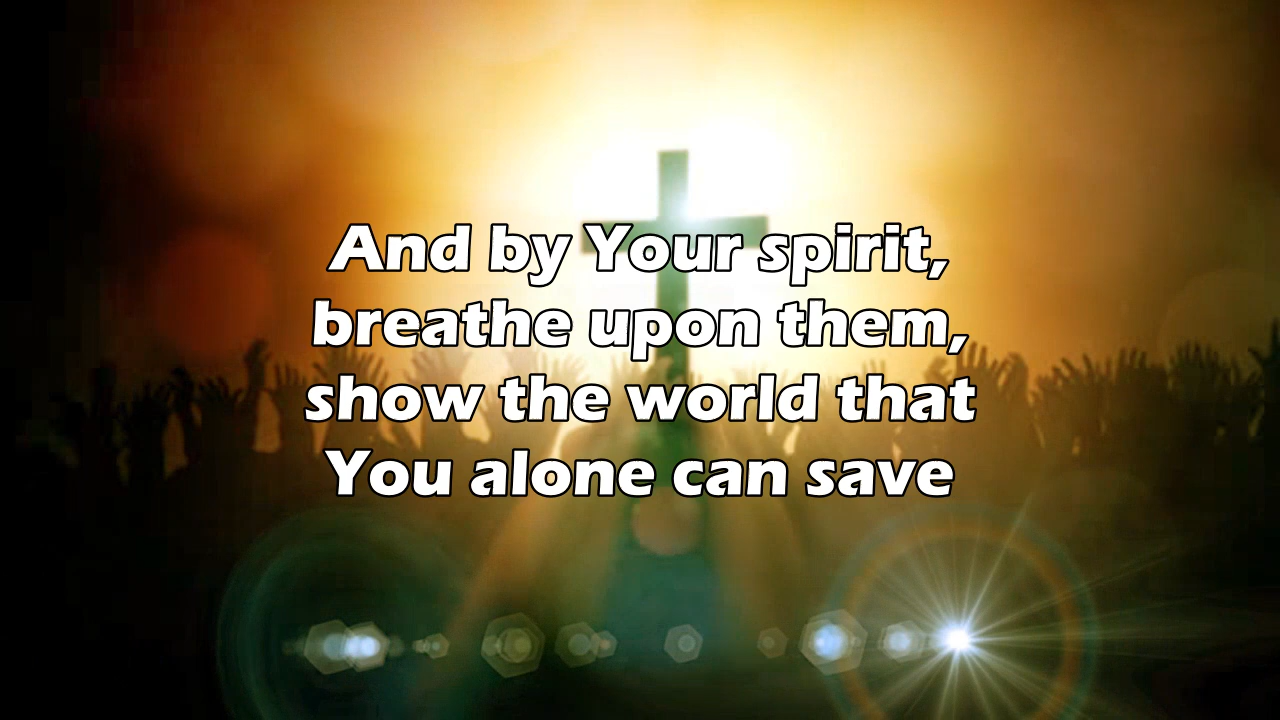 And by Your spirit,
breathe upon them,
show the world that
You alone can save